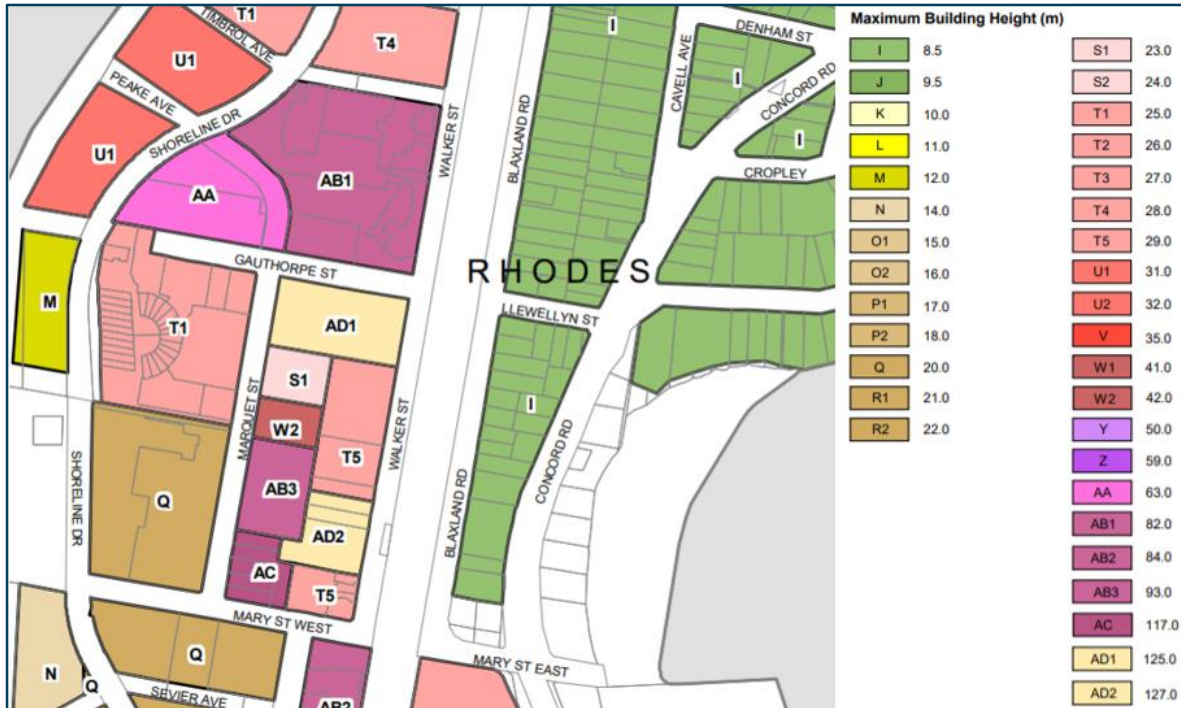 T1
TIMBROL AVE
T4
U1
PEAKE AVE
U1
SHORELINE DR
AB1
AA
WALKER ST
BLAXLAND RD
I
CAVELL AVE
DENHAM ST
I
CONCORD RD
I
CROPLEY
RHODES
GAUTHORPE ST
M
T1
AD1
S1
W2
MARQUET ST
T5
WALKER ST
AB3
AD2
AC
T5
Q
SHORELINE DR
LLEWELLYN ST
I
BLAXLAND RD
CONCORD RD
MARY ST WEST
MARY ST EAST
N
Q
Q
SEVIER AVE
AB2
Maximum Building Height (m)
I 8.5
J 9.5
K 10.0
L 11.0
M 12.0
N 14.0
O1 15.0
O2 16.0
P1 17.0
P2 18.0
Q 20.0
R1 21.0
R2 22.0
S1 23.0
S2 24.0
T1 25.0
T2 26.0
T3 27.0
T4 28.0
T5 29.0
U1 31.0
U2 32.0
V 35.0
W1 41.0
W2 42.0
Y 50.0
Z 59.0
AA 63.0
AB1 82.0
AB2 84.0
AB3 93.0
AC 117.0
AD1 125.0
AD2 127.0